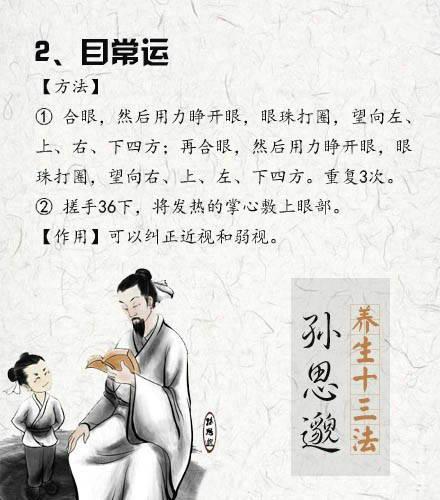 2、目常运
【方法】
① 合眼，然后用力睁开眼，眼珠打圈，望向左、
上、右、下四方；再合眼，然后用力睁开眼，眼
珠打圈，望向右、上、左、下四方。重复3次。
② 搓手36下，将发热的掌心敷上眼部。
【作用】可以纠正近视和弱视。
养生十三法
孙思邈